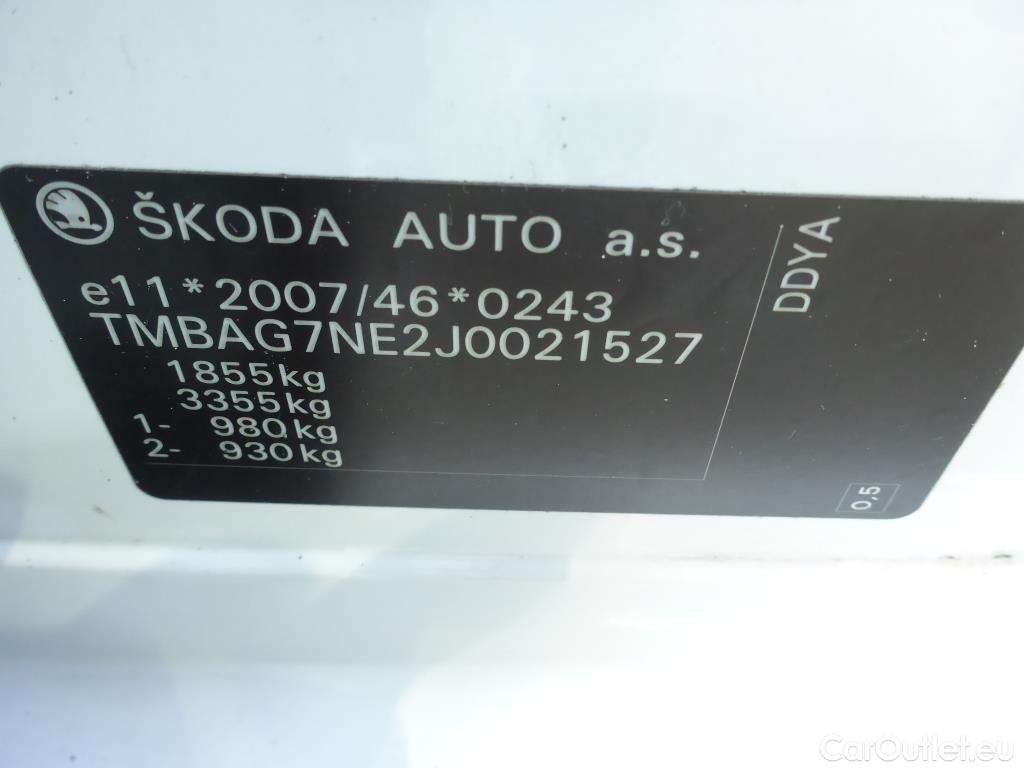 ŠKODA AUTO a.s.
e11*2007/46*0243
TMBAG7NE2J0021527
1855kg
3355kg
1- 980kg
2- 930kg
DDYA
0,5
CarOutlet.eu